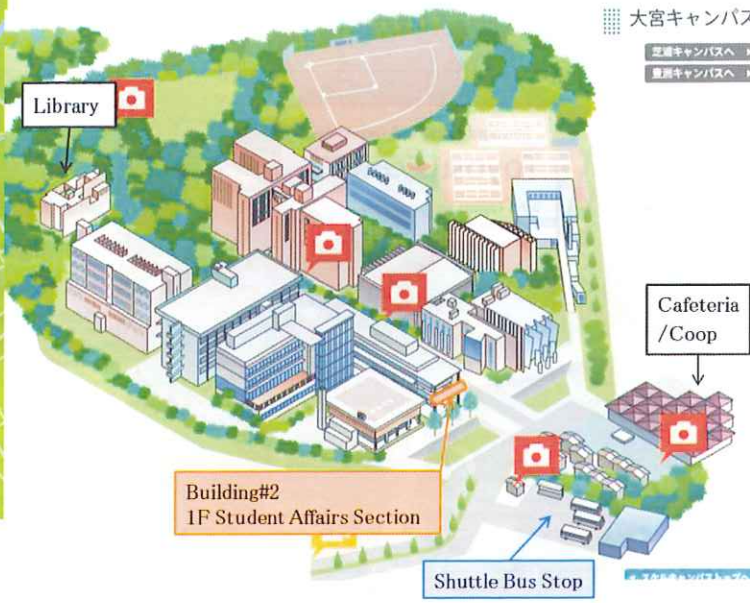 大宮キャンパス
芝浦キャンパスへ
豊洲キャンパスへ
Library
Cafeteria
/Coop
Building#2
1F Student Affairs Section
Shuttle Bus Stop